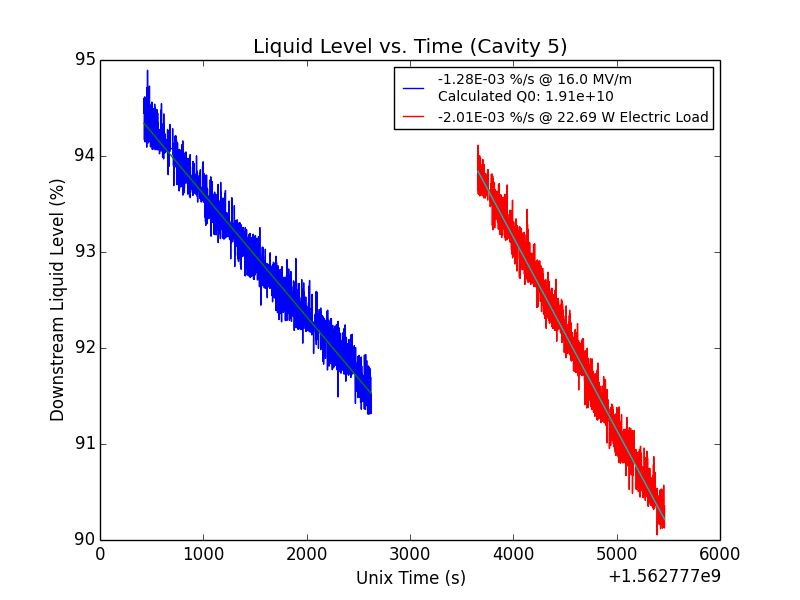 Liquid Level vs. Time (Cavity 5)
-1.28E-03 %/s @ 16.0 MV/m
Calculated Q0: 1.91e+10
-2.01E-03 %/s @ 22.69 W Electric Load
Downstream Liquid Level (%)
95
94
93
92
91
90
0 1000 2000 3000 4000 5000 6000
Unix Time (s)
+1.562777e9